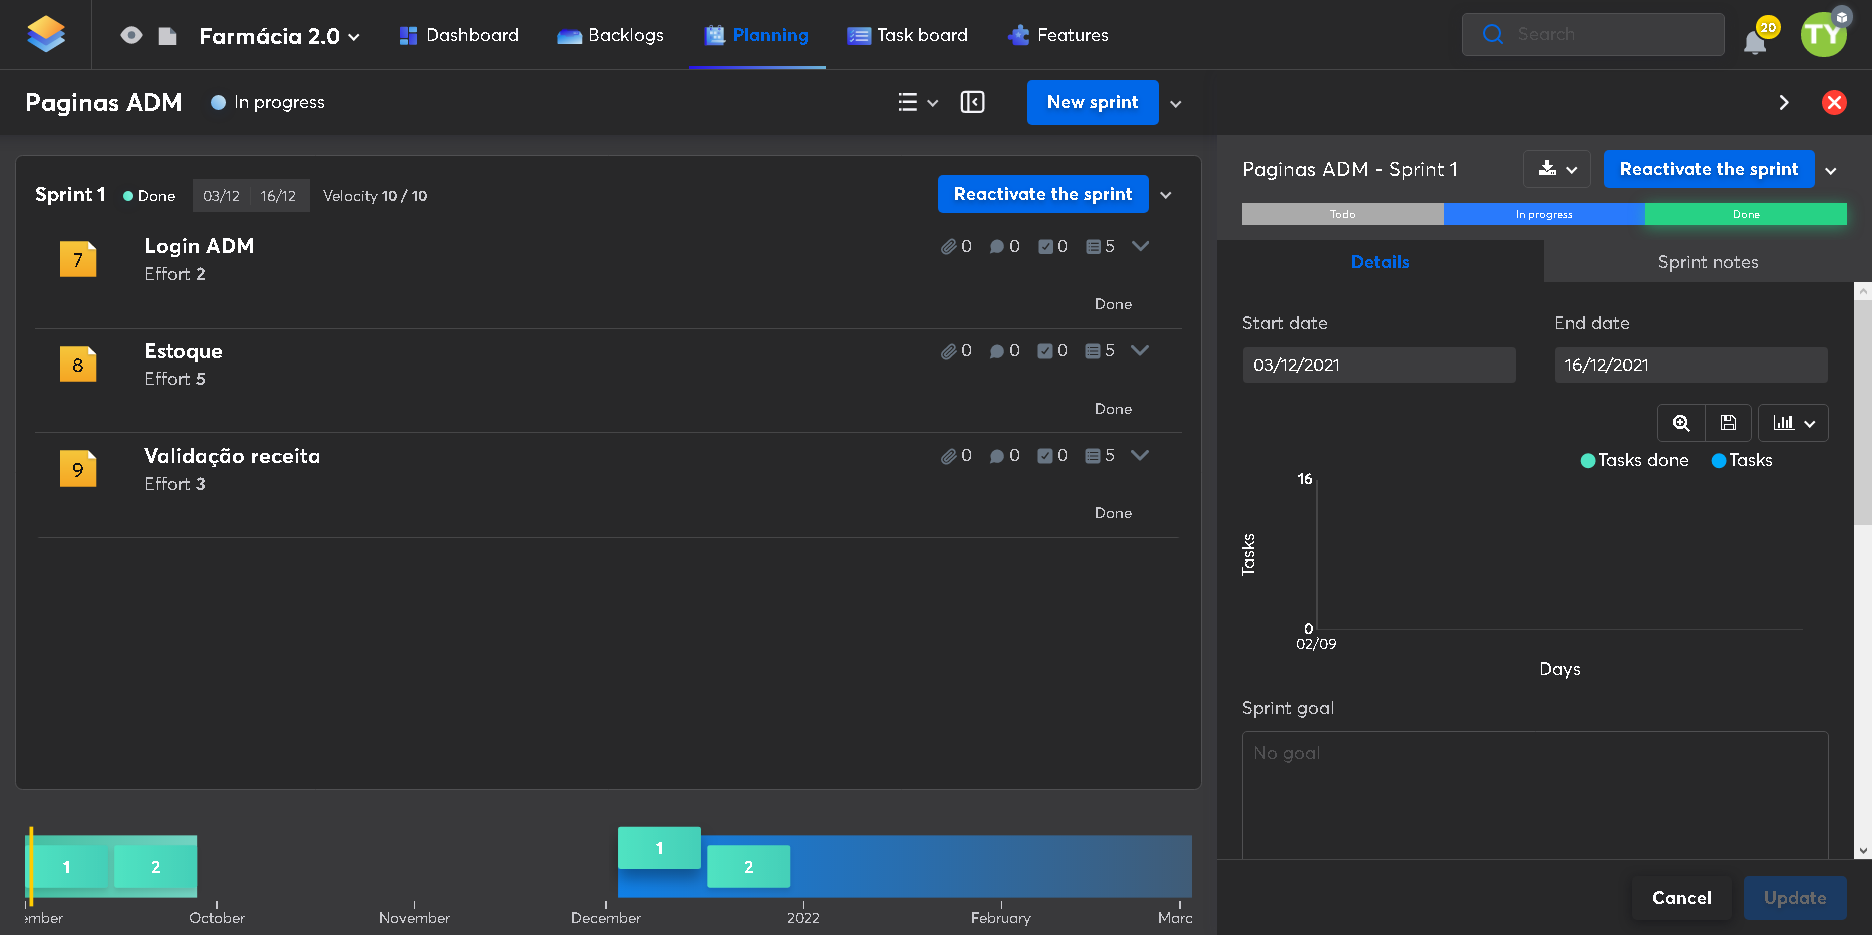 Farmácia 2.0
Dashboard
Backlogs
Planning
Task board
Features
Search
20
TY
Paginas ADM
In progress
New sprint
Sprint 1
Done
03/12
16/12
Velocity 10 / 10
Reactivate the sprint
7
Login ADM
Effort 2
0
0
0
5
Done
8
Estoque
Effort 5
0
0
0
5
Done
9
Validação receita
Effort 3
0
0
0
5
Done
1
2
1
2
ember
October
November
December
2022
February
Marc
Paginas ADM - Sprint 1
Reactivate the sprint
Todo
In progress
Done
Details
Sprint notes
Start date
End date
03/12/2021
16/12/2021
Tasks done
Tasks
16
Tasks
0
02/09
Days
Sprint goal
No goal
Cancel
Update